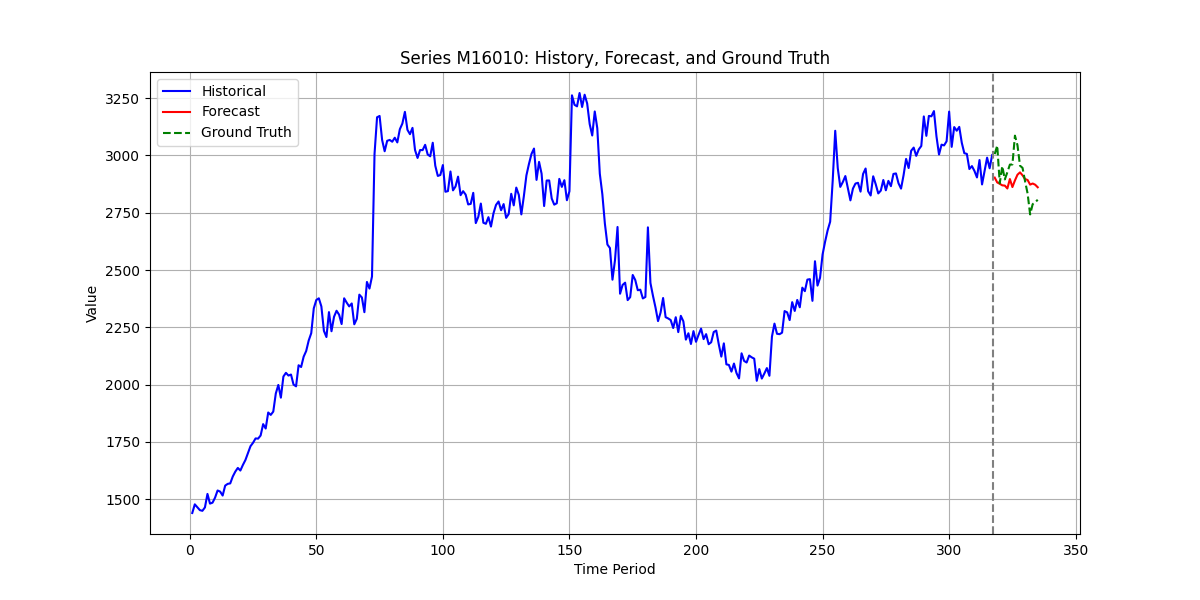 Series M16010: History, Forecast, and Ground Truth
Historical
Forecast
Ground Truth
Value
3250
3000
2750
2500
2250
2000
1750
1500
0 50 100 150 200 250 300 350
Time Period